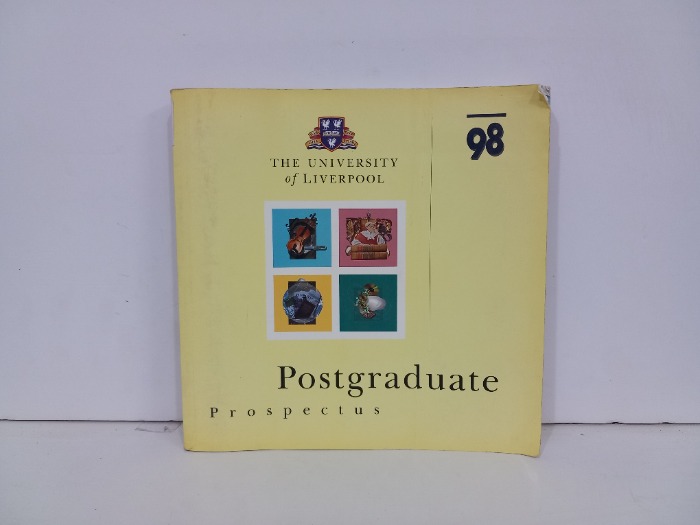 98
THE UNIVERSITY
of LIVERPOOL
Postgraduate
Prospectus